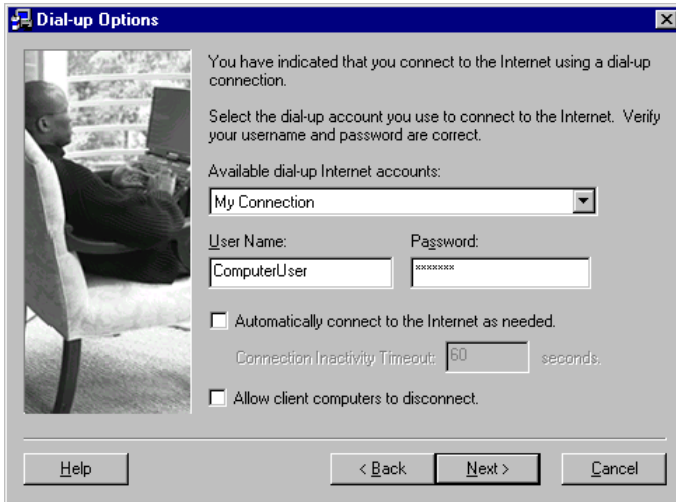 Dial-up Options
You have indicated that you connect to the Internet using a dial-up
connection.
Select the dial-up account you use to connect to the Internet. Verify
your username and password are correct.
Available dial-up Internet accounts:
My Connection
User Name: Password:
ComputerUser xxxxxxx
Automatically connect to the Internet as needed.
Connection Inactivity Timeout: 60 seconds.
Allow client computers to disconnect.
Help < Back Next > Cancel